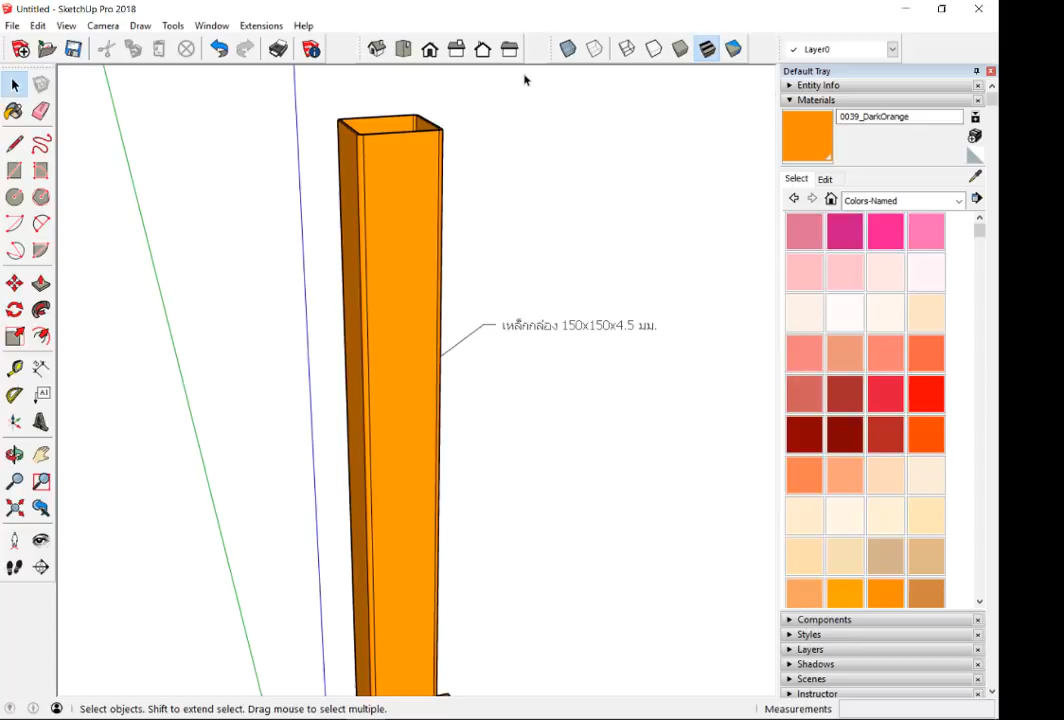 Untitled - SketchUp Pro 2018
File Edit View Camera Draw Tools Window Extensions Help
Layer0
Default Tray
Entity Info
Materials
0039_DarkOrange
Select Edit
Colors-Named
เหล็กกล่อง 150x150x4.5 มม.
Components
Styles
Layers
Shadows
Scenes
Instructor
Select objects. Shift to extend select. Drag mouse to select multiple.
Measurements